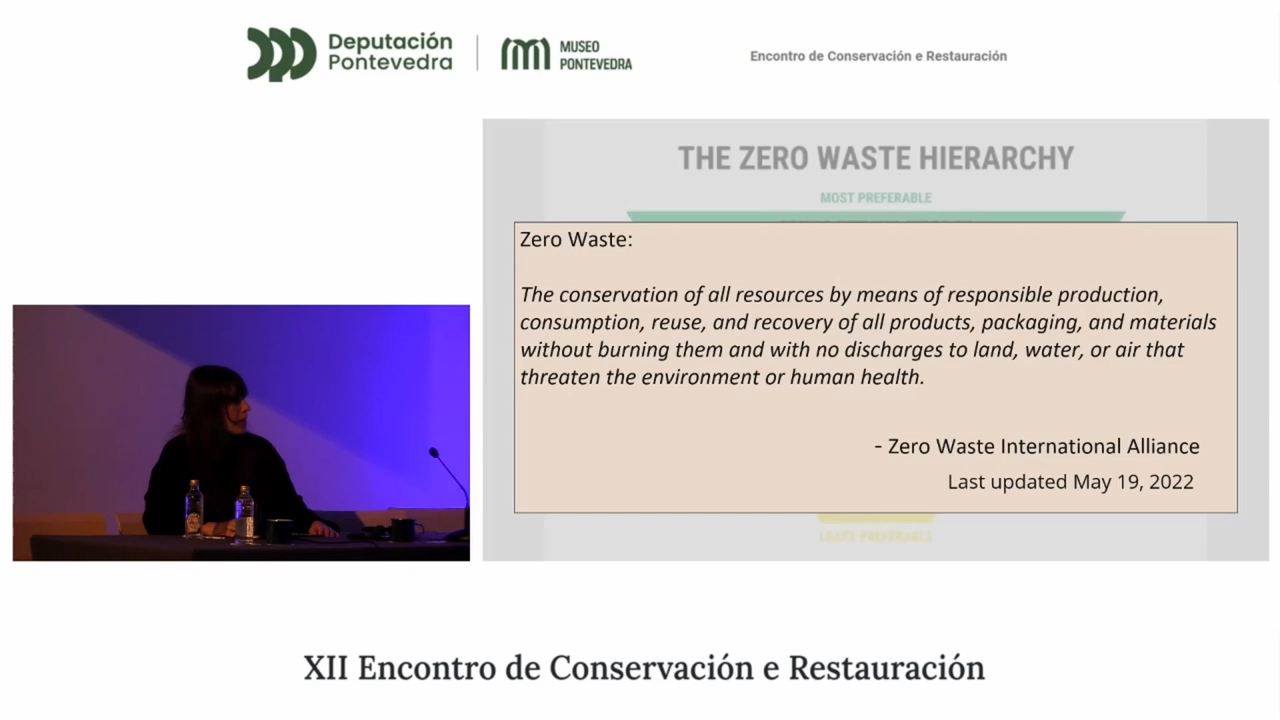 Deputación
Pontevedra
MUSEO
PONTEVEDRA
Encontro de Conservación e Restauración
THE ZERO WASTE HIERARCHY
MOST PREFERABLE
Zero Waste:
The conservation of all resources by means of responsible production,
consumption, reuse, and recovery of all products, packaging, and materials
without burning them and with no discharges to land, water, or air that
threaten the environment or human health.
- Zero Waste International Alliance
Last updated May 19, 2022
LEAST PREFERABLE
XII Encontro de Conservación e Restauración